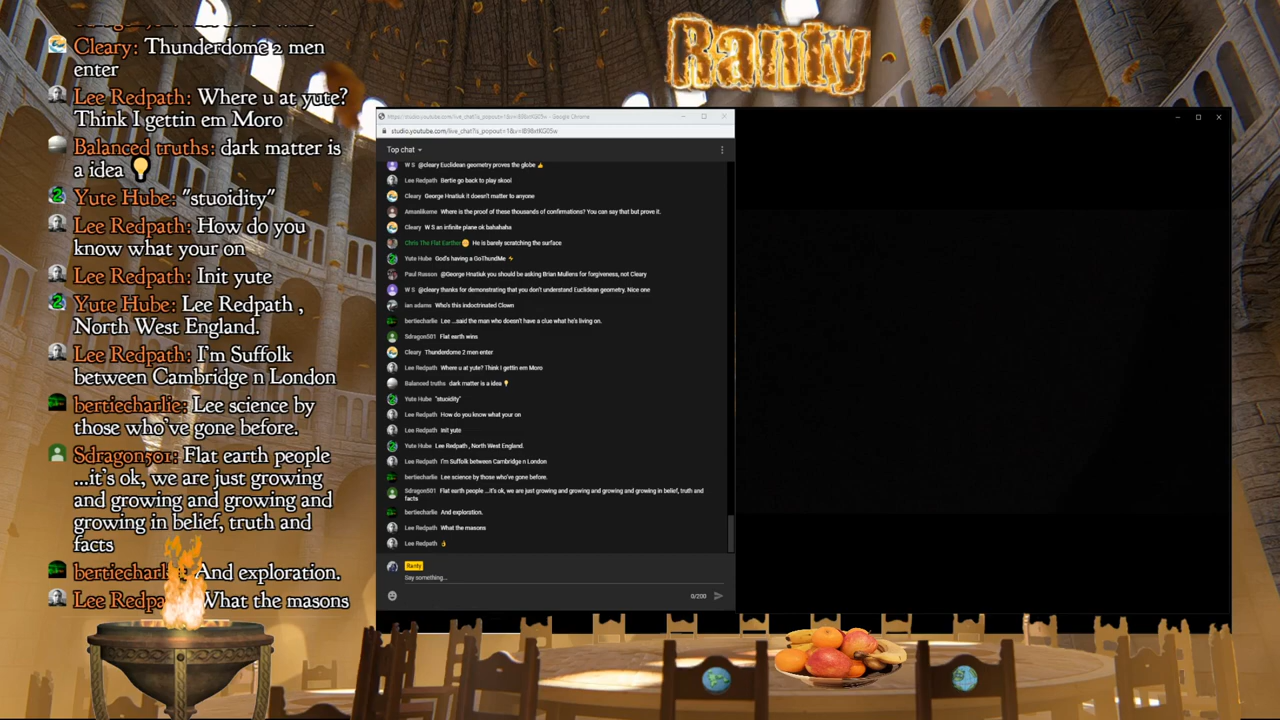 Cleary: Thunderdome 2 men
enter
Lee Redpath: Where u at yute?
Think I gettin em Moro
Balanced truths: dark matter is
a idea
Yute Hube: "stuoidity"
Lee Redpath: How do you
know what your on
Lee Redpath: Init yute
Yute Hube: Lee Redpath ,
North West England.
Lee Redpath: I'm Suffolk
between Cambridge n London
bertiecharlie: Lee science by
those who've gone before.
Sdragon501: Flat earth people
...it's ok, we are just growing
and growing and growing and
growing in belief, truth and
facts
And exploration.
What the masons
Ranty
studio.youtube.com/live_chat?is_popout=1&v=
Top chat
W S @cleary Euclidean geometry proves the globe
Lee Redpath Bertie go back to play skool
Cleary George Hnatiuk it doesn't matter to anyone
Amanlikeme Where is the proof of these thousands of confirmations? You can say that but prove it.
Cleary W S an infinite plane ok bahahaha
Chris The Flat Earther He is barely scratching the surface
Yute Hube God's having a GoThundMe
Paul Russon @George Hnatiuk you should be asking Brian Mullens for forgiveness, not Cleary
W S @cleary thanks for demonstrating that you don't understand Euclidean geometry. Nice one
ian adams Who's this indoctrinated Clown
bertiecharlie Lee ...said the man who doesn't have a clue what he's living on.
Sdragon501 Flat earth wins
Cleary Thunderdome 2 men enter
Lee Redpath Where u at yute? Think I gettin em Moro
Balanced truths dark matter is a idea
Yute Hube "stuoidity"
Lee Redpath How do you know what your on
Lee Redpath Init yute
Yute Hube Lee Redpath , North West England.
Lee Redpath I'm Suffolk between Cambridge n London
bertiecharlie Lee science by those who've gone before.
Sdragon501 Flat earth people ...it's ok, we are just growing and growing and growing and growing in belief, truth and
facts
bertiecharlie And exploration.
Lee Redpath What the masons
Lee Redpath
Ranty
Say something...
0/200